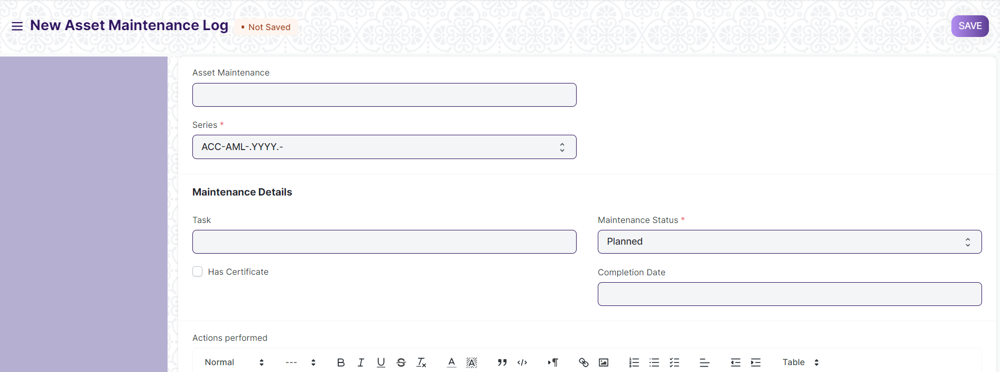 New Asset Maintenance Log
• Not Saved
SAVE
Asset Maintenance
Series *
ACC-AML-.YYYY.-
Maintenance Details
Task
Maintenance Status *
Planned
Has Certificate
Completion Date
Actions performed
Normal --- Table